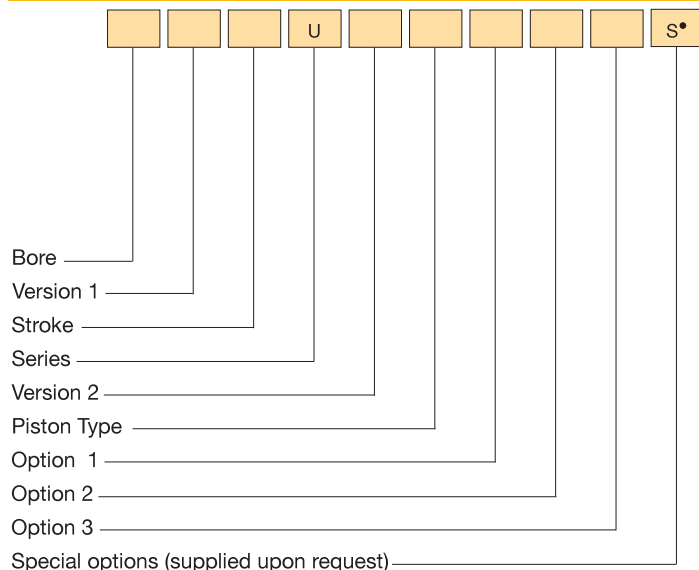 U S•
Bore
Version 1
Stroke
Series
Version 2
Piston Type
Option 1
Option 2
Option 3
Special options (supplied upon request)